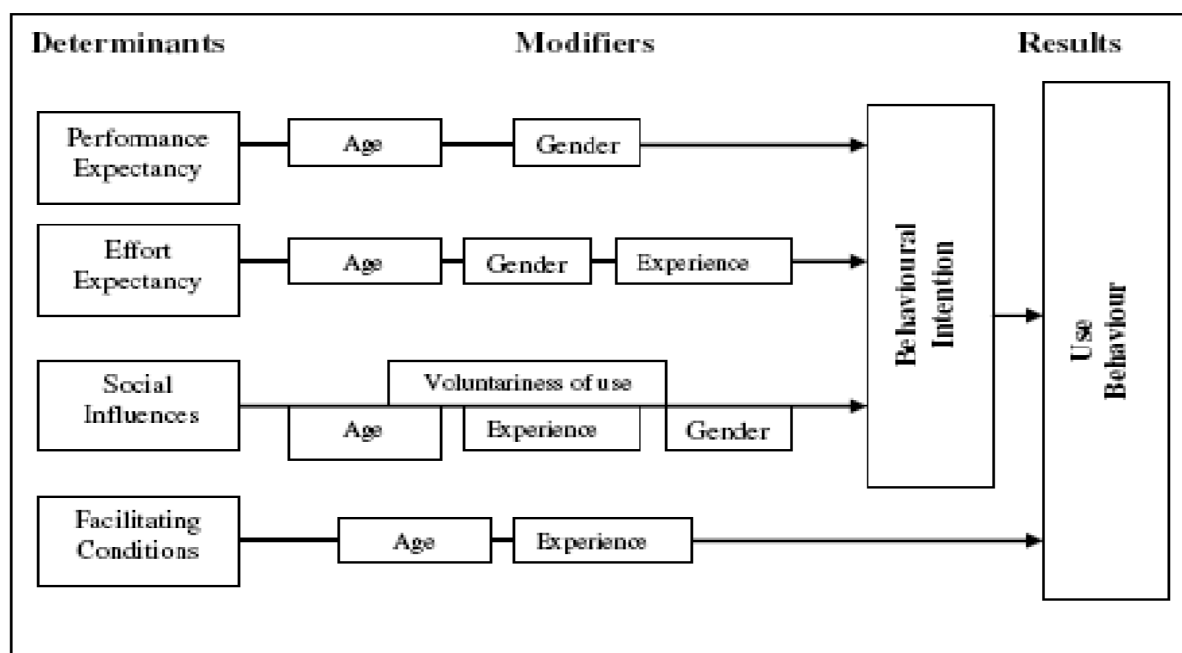 Determinants Modifiers Results
Performance
Expectancy
Age
Gender
Effort
Expectancy
Age
Gender
Experience
Social
Influences
Voluntariness of use
Age
Experience
Gender
Facilitating
Conditions
Age
Experience
Behavioural
Intention
Use
Behaviour